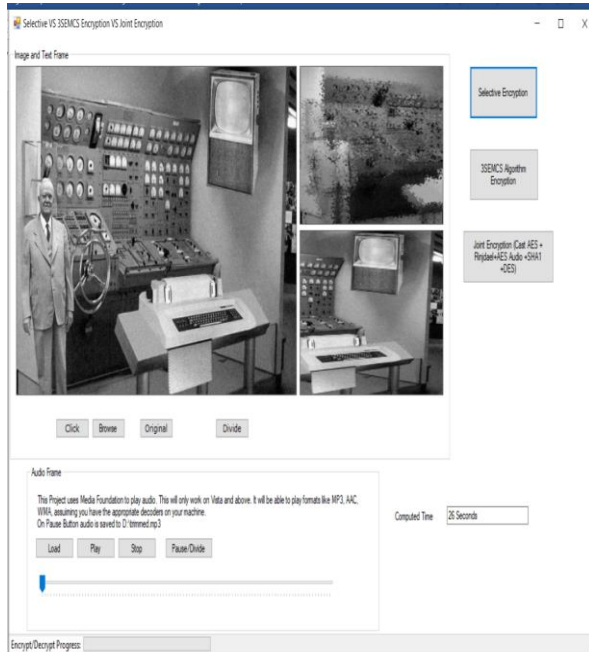 Selective VS 3SEMCS Encryption VS Joint Encryption
Image and Text Frame
Selective Encryption
3SEMCS Algorithm
Encryption
Joint Encryption (Cast AES +
Rinjdael+AES Audio +SHA1
+DES)
Click
Browse
Original
Divide
Audio Frame
This Project uses Media Foundation to play audio. This will only work on Vista and above. It will be able to play formats like MP3, AAC,
WMA, assuming you have the appropriate decoders on your machine.
On Pause Button audio is saved to D:\trimmed.mp3
Load
Play
Stop
Pause/Divide
Computed Time
26 Seconds
Encrypt/Decrypt Progress: